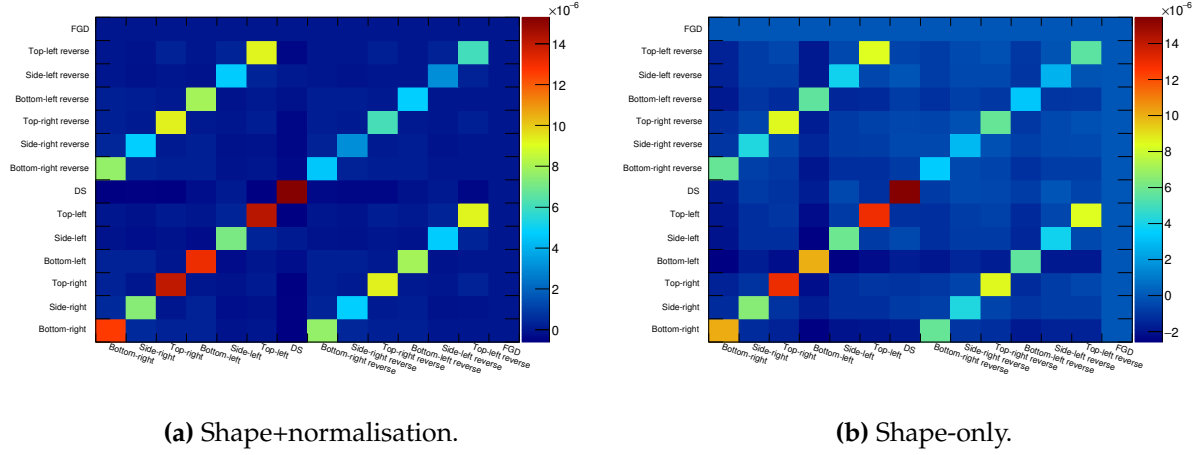 ×10⁻⁶
FGD
Top-left reverse
Side-left reverse
Bottom-left reverse
Top-right reverse
Side-right reverse
Bottom-right reverse
DS
Top-left
Side-left
Bottom-left
Top-right
Side-right
Bottom-right
Bottom-right
Side-right
Top-right
Bottom-left
Side-left
Top-left
DS
Bottom-right reverse
Side-right reverse
Top-right reverse
Bottom-left reverse
Side-left reverse
Top-left reverse
FGD
14
12
10
8
6
4
2
0
(a) Shape+normalisation.
×10⁻⁶
FGD
Top-left reverse
Side-left reverse
Bottom-left reverse
Top-right reverse
Side-right reverse
Bottom-right reverse
DS
Top-left
Side-left
Bottom-left
Top-right
Side-right
Bottom-right
Bottom-right
Side-right
Top-right
Bottom-left
Side-left
Top-left
DS
Bottom-right reverse
Side-right reverse
Top-right reverse
Bottom-left reverse
Side-left reverse
Top-left reverse
FGD
14
12
10
8
6
4
2
0
−2
(b) Shape-only.